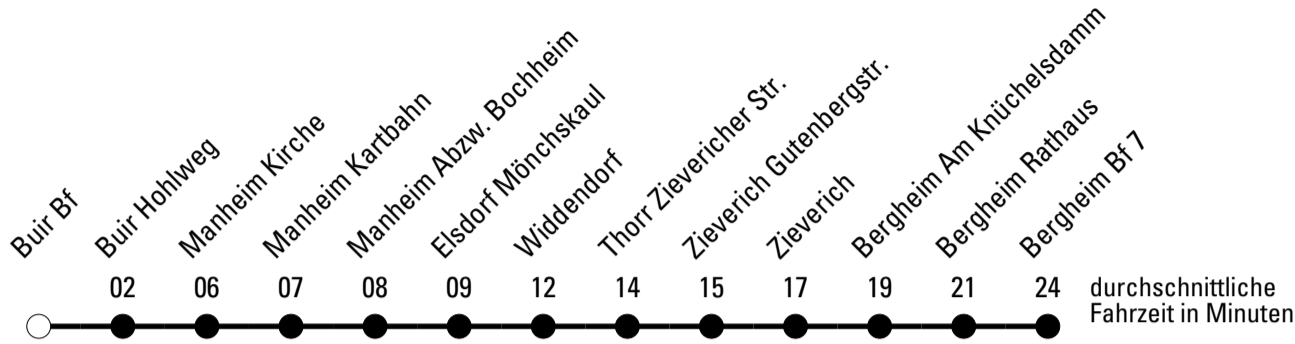 Buir Bf
Buir Hohlweg
Manheim Kirche
Manheim Kartbahn
Manheim Abzw. Bochheim
Elsdorf Mönchskaul
Widdendorf
Thorr Zievericher Str.
Zieverich Gutenbergstr.
Zieverich
Bergheim Am Knüchelsdamm
Bergheim Rathaus
Bergheim Bf 7
02 06 07 08 09 12 14 15 17 19 21 24
durchschnittliche
Fahrzeit in Minuten